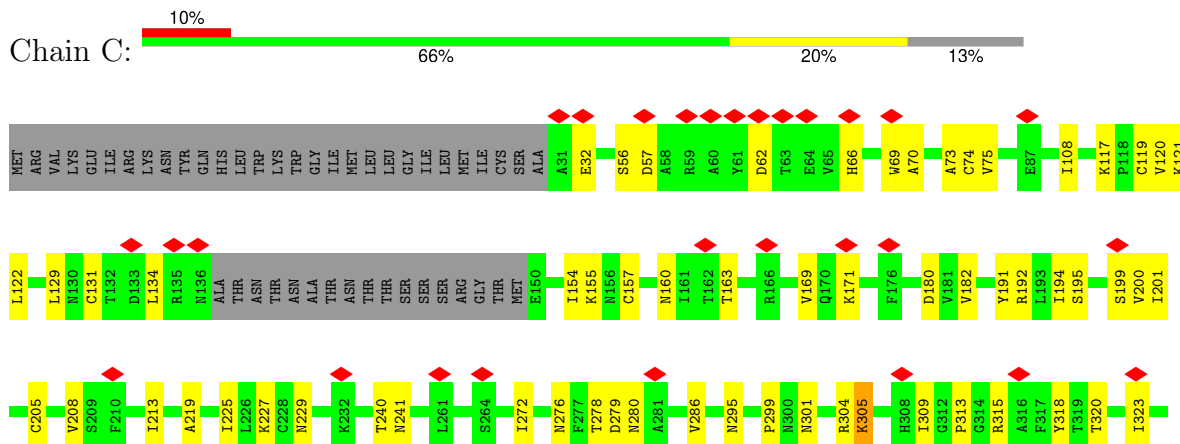 10%
Chain C:
66% 20% 13%
MET ARG VAL LYS GLU ILE ARG LYS ASN TYR GLN HIS LEU TRP LYS TRP GLY ILE MET LEU LEU GLY ILE LEU MET ILE CYS SER ALA A31 E32 S56 D57 A58 R59 A60 Y61 D62 T63 E64 V65 H66 W69 A70 A73 C74 V75 E87 I108 K117 P118 C119 V120 K121
L122 L129 N130 C131 T132 D133 L134 R135 N136 ALA THR ASN THR ASN ALA THR ASN THR THR SER SER SER ARG GLY THR MET E150 I154 K155 N156 C157 N160 I161 T162 T163 R166 V169 Q170 K171 F176 D180 V181 V182 Y191 R192 L193 I194 S195 S199 V200 I201
C205 V208 S209 F210 I213 A219 I225 L226 K227 C228 N229 K232 T240 N241 L261 S264 I272 N276 F277 T278 D279 N280 A281 V286 N295 P299 N300 N301 R304 K305 H308 I309 G312 P313 G314 R315 A316 F317 Y318 T319 T320 I323